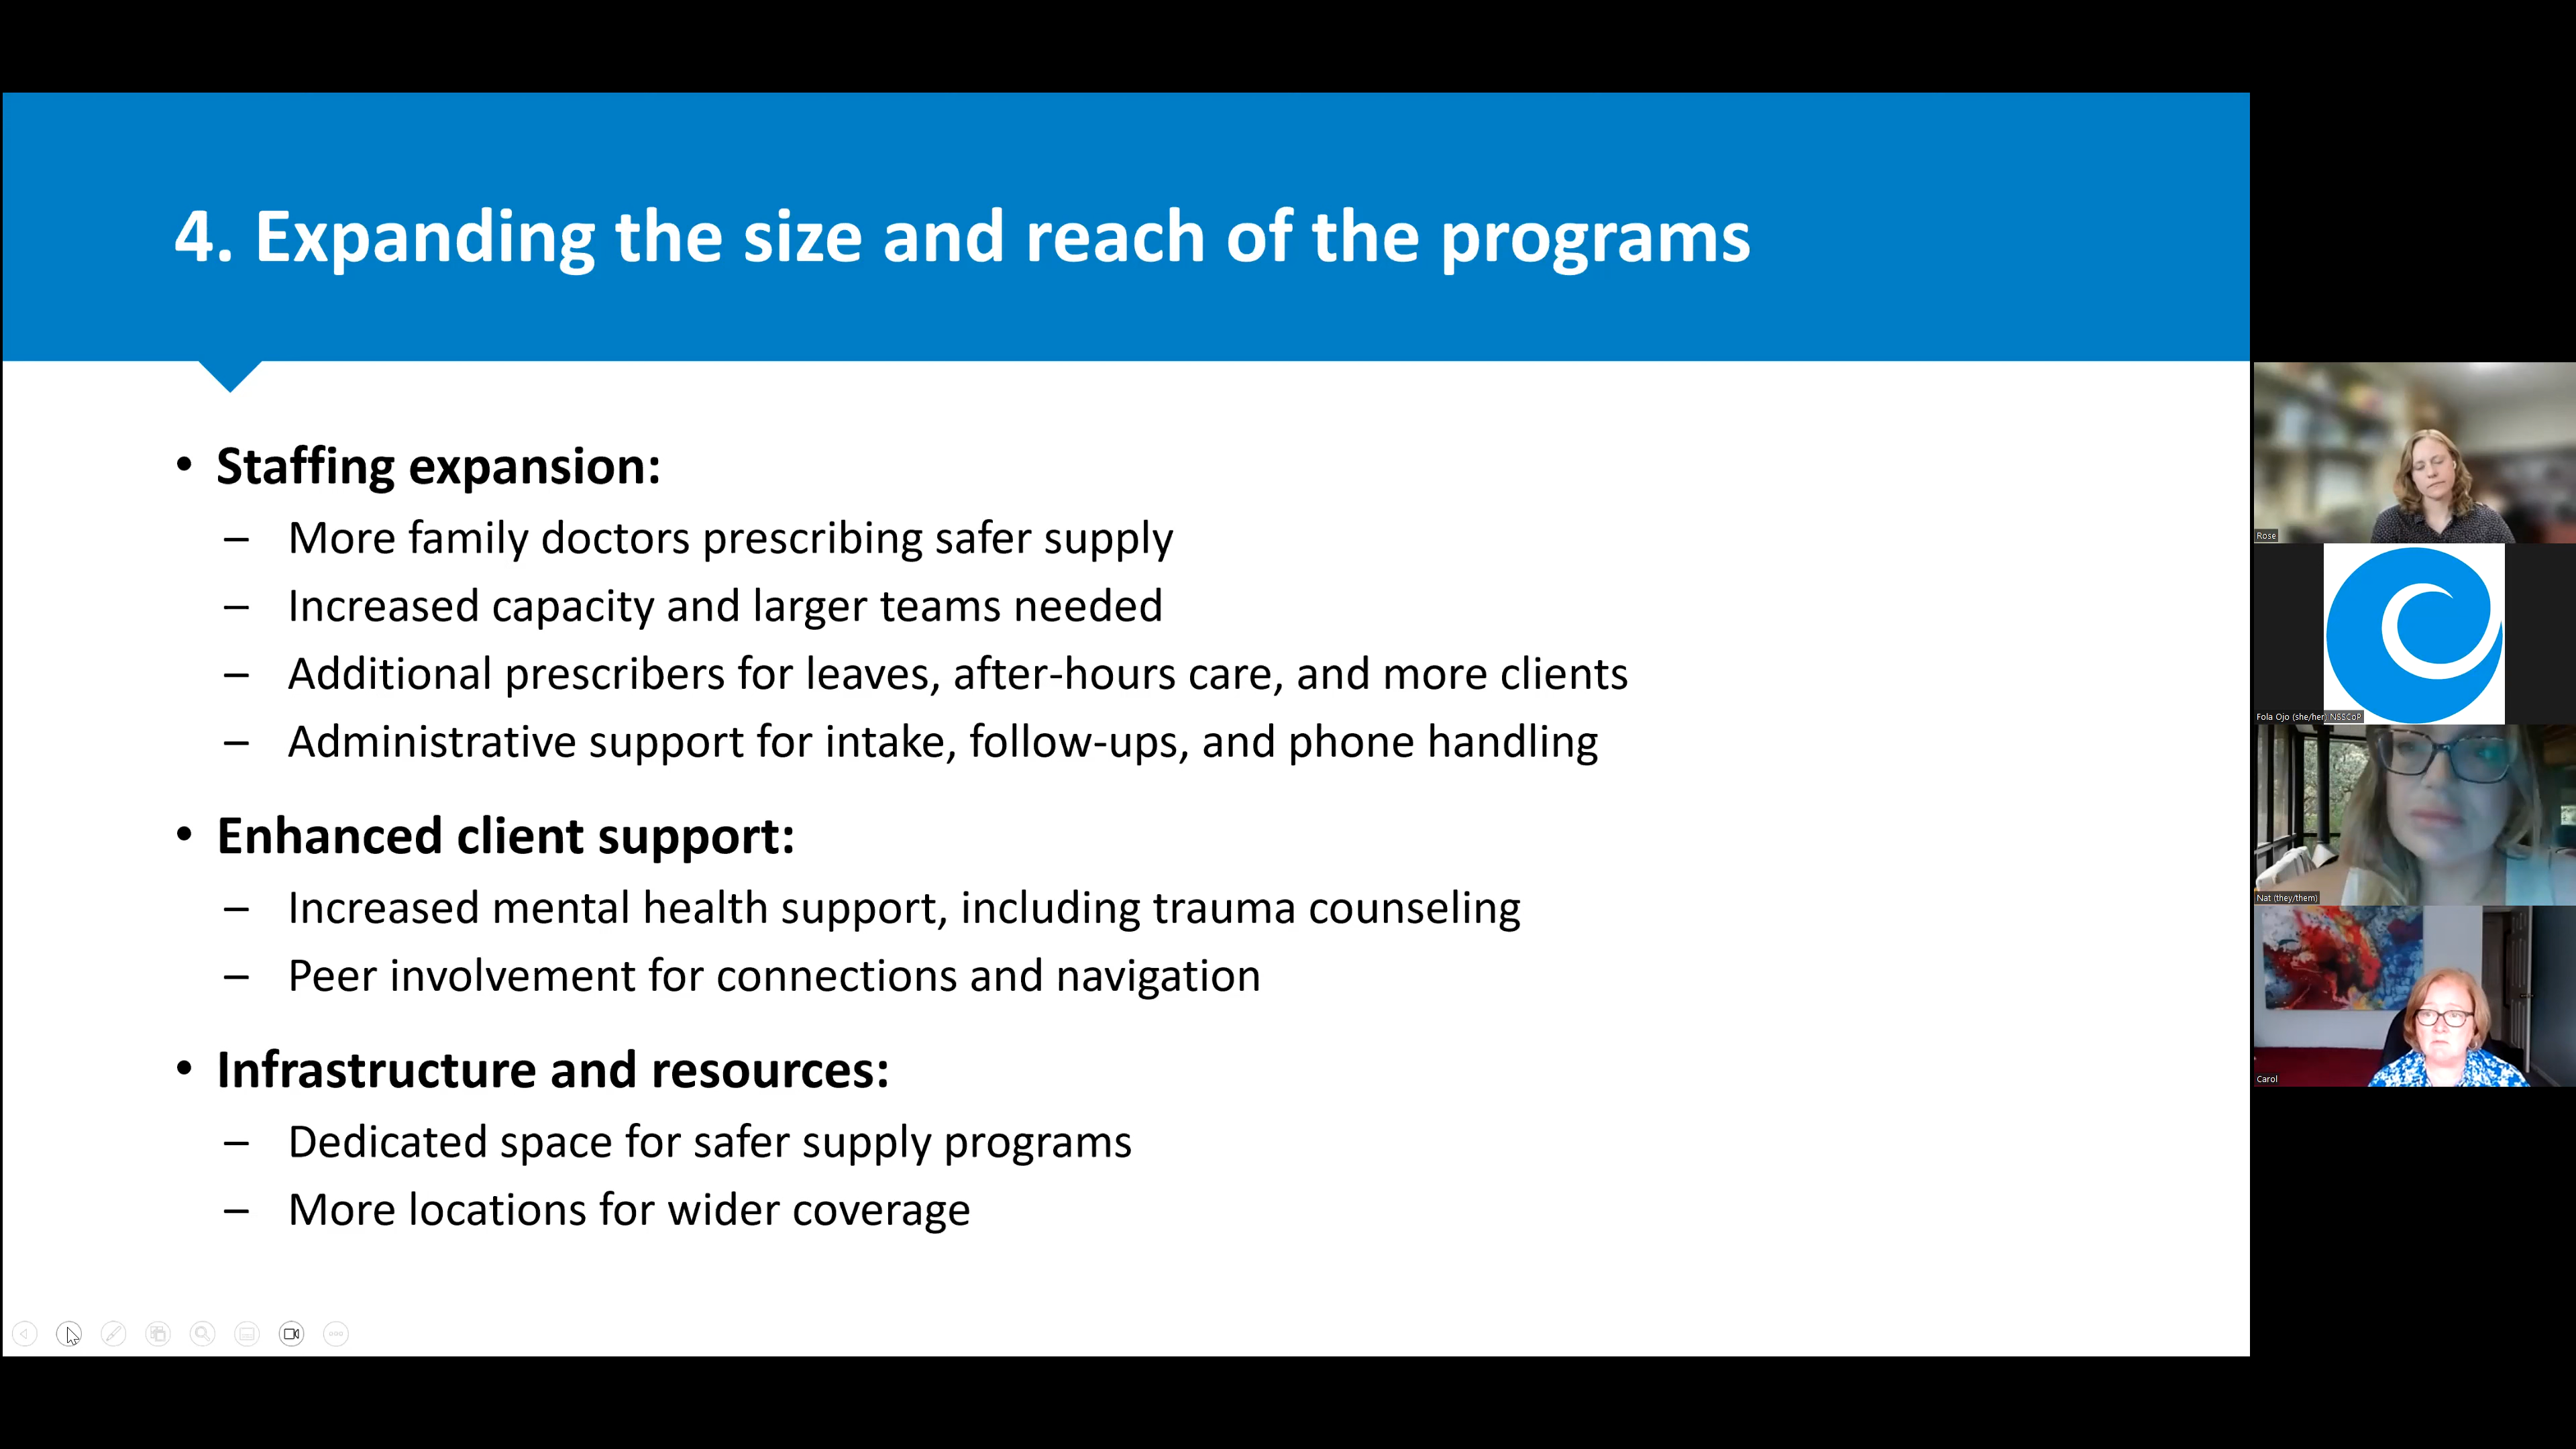 4. Expanding the size and reach of the programs
• Staffing expansion:
– More family doctors prescribing safer supply
– Increased capacity and larger teams needed
– Additional prescribers for leaves, after-hours care, and more clients
– Administrative support for intake, follow-ups, and phone handling
• Enhanced client support:
– Increased mental health support, including trauma counseling
– Peer involvement for connections and navigation
• Infrastructure and resources:
– Dedicated space for safer supply programs
– More locations for wider coverage
Rose
Fola Ojo (she/her) NSSCoP
Nat (they/them)
Carol